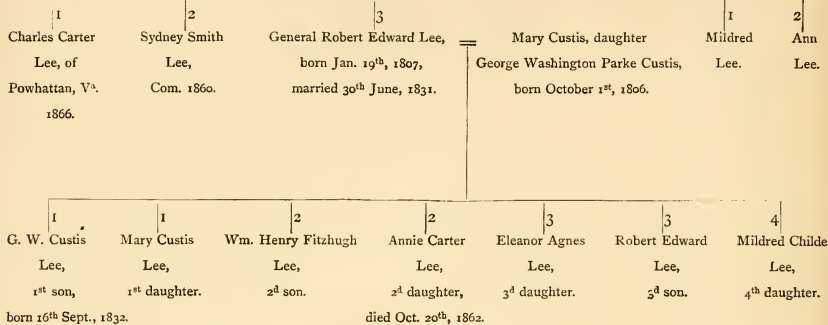 1 2 3 1 2
Charles Carter Sydney Smith General Robert Edward Lee, = Mary Custis, daughter Mildred Ann
Lee, of Lee, born Jan. 19th, 1807, George Washington Parke Custis, Lee. Lee.
Powhattan, Va. Com. 1860. married 30th June, 1831. born October 1st, 1806.
1866.
1 1 2 2 3 3 4
G. W. Custis Mary Custis Wm. Henry Fitzhugh Annie Carter Eleanor Agnes Robert Edward Mildred Childe
Lee, Lee, Lee, Lee, Lee, Lee, Lee,
1st son, 1st daughter. 2d son. 2d daughter, 3d daughter. 3d son. 4th daughter.
born 16th Sept., 1832. died Oct. 20th, 1862.